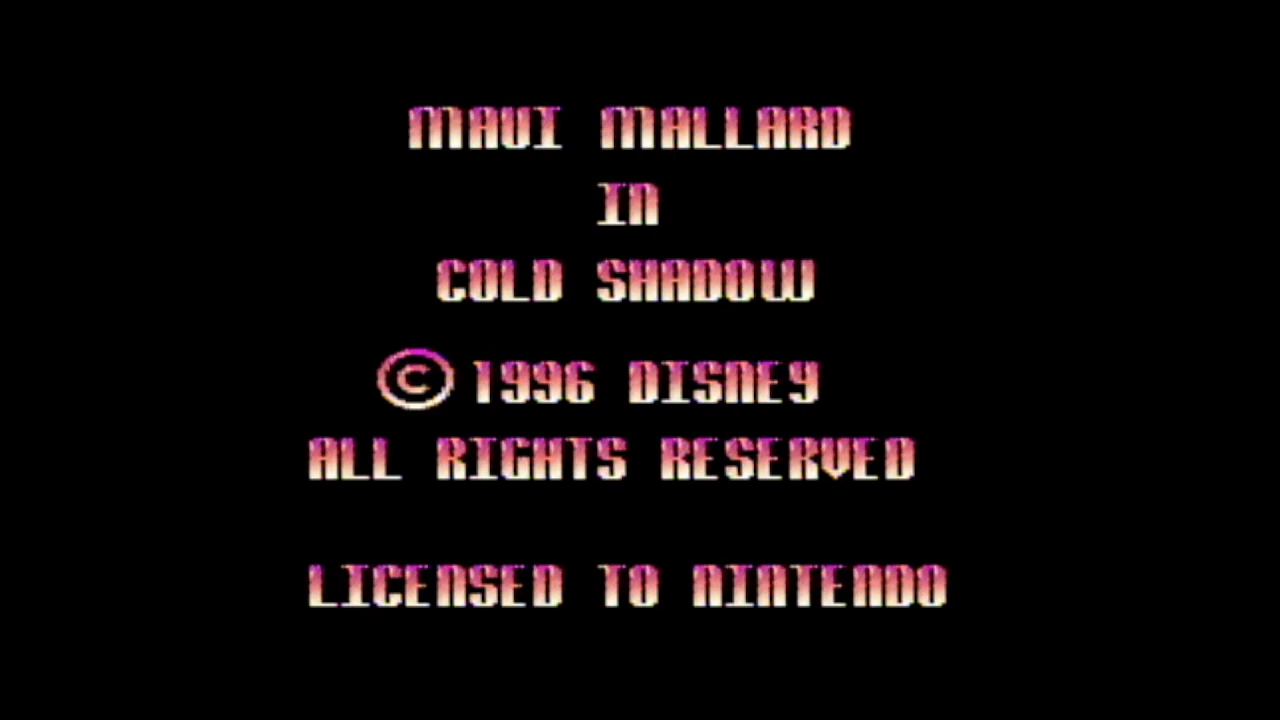 MAUI MALLARD
IN
COLD SHADOW
© 1996 DISNEY
ALL RIGHTS RESERVED
LICENSED TO NINTENDO